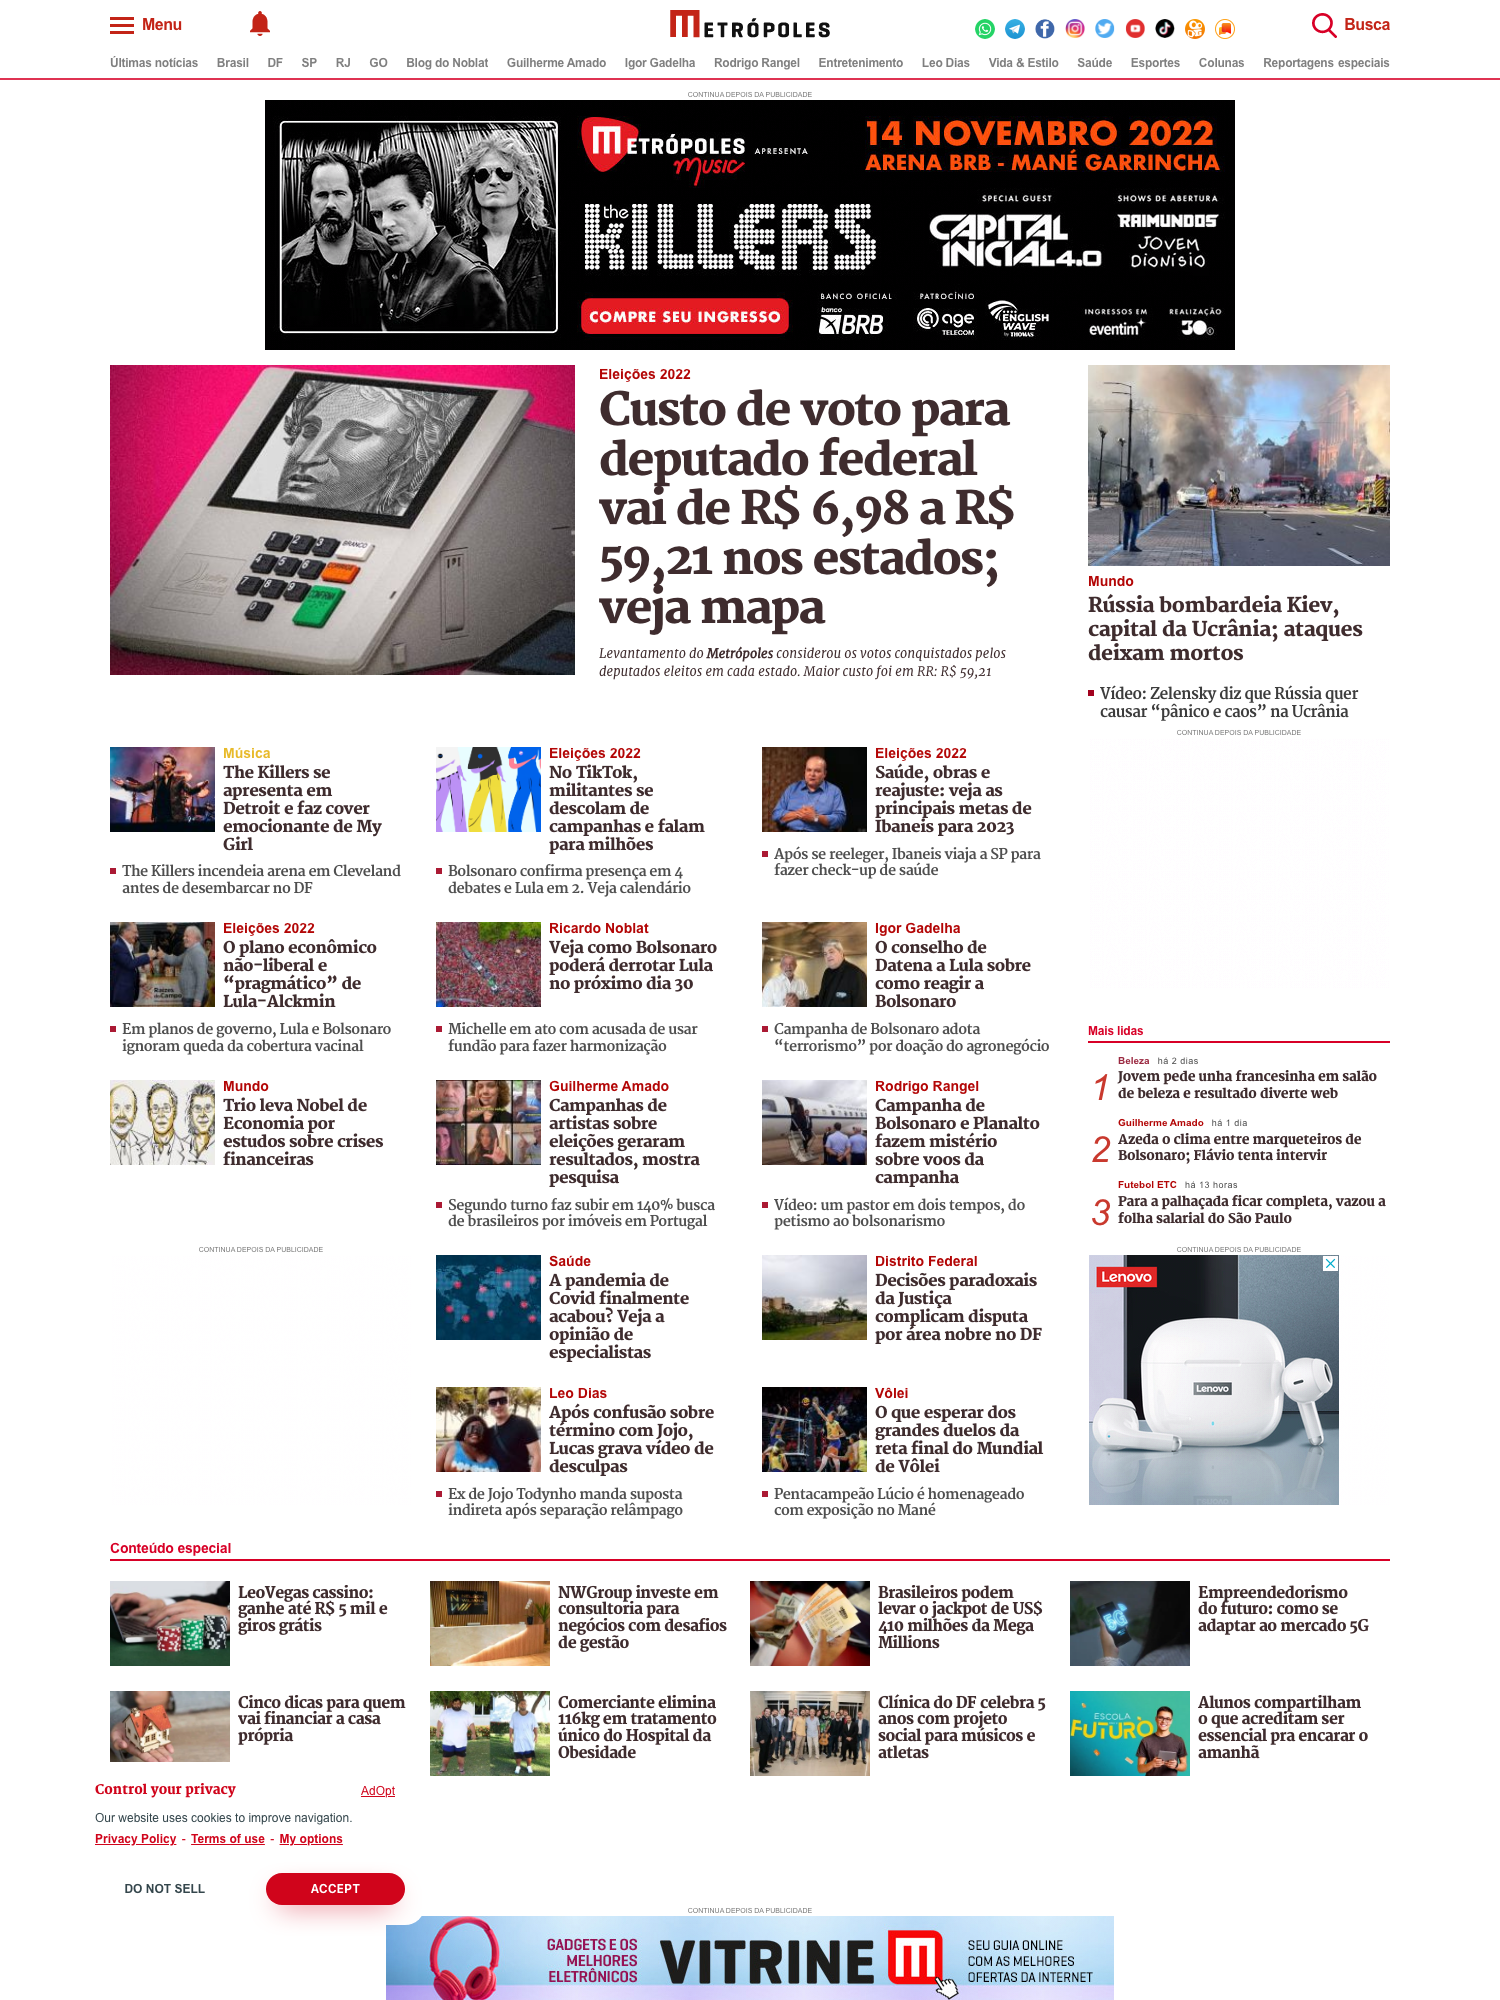 Menu
METRÓPOLES
Busca
Últimas notícias Brasil DF SP RJ GO Blog do Noblat Guilherme Amado Igor Gadelha Rodrigo Rangel Entretenimento Leo Dias Vida & Estilo Saúde Esportes Colunas Reportagens especiais
CONTINUA DEPOIS DA PUBLICIDADE
METRÓPOLES
music
APRESENTA
the
KILLERS
COMPRE SEU INGRESSO
14 NOVEMBRO 2022
ARENA BRB - MANÉ GARRINCHA
SPECIAL GUEST
CAPITAL
INICIAL 4.0
SHOWS DE ABERTURA
RAIMUNDOS
JOVEM
DIONÍSIO
BANCO OFICIAL
banco
BRB
PATROCÍNIO
age
TELECOM
ENGLISH
WAVE
by THOMAS
INGRESSOS EM
eventim
REALIZAÇÃO
30
Eleições 2022
Custo de voto para
deputado federal
vai de R$ 6,98 a R$
59,21 nos estados;
veja mapa
Levantamento do Metrópoles considerou os votos conquistados pelos
deputados eleitos em cada estado. Maior custo foi em RR: R$ 59,21
Mundo
Rússia bombardeia Kiev,
capital da Ucrânia; ataques
deixam mortos
Vídeo: Zelensky diz que Rússia quer
causar “pânico e caos” na Ucrânia
CONTINUA DEPOIS DA PUBLICIDADE
Música
The Killers se
apresenta em
Detroit e faz cover
emocionante de My
Girl
The Killers incendeia arena em Cleveland
antes de desembarcar no DF
Eleições 2022
No TikTok,
militantes se
descolam de
campanhas e falam
para milhões
Bolsonaro confirma presença em 4
debates e Lula em 2. Veja calendário
Eleições 2022
Saúde, obras e
reajuste: veja as
principais metas de
Ibaneis para 2023
Após se reeleger, Ibaneis viaja a SP para
fazer check-up de saúde
Eleições 2022
O plano econômico
não-liberal e
“pragmático” de
Lula-Alckmin
Em planos de governo, Lula e Bolsonaro
ignoram queda da cobertura vacinal
Ricardo Noblat
Veja como Bolsonaro
poderá derrotar Lula
no próximo dia 30
Michelle em ato com acusada de usar
fundão para fazer harmonização
Igor Gadelha
O conselho de
Datena a Lula sobre
como reagir a
Bolsonaro
Campanha de Bolsonaro adota
“terrorismo” por doação do agronegócio
Mundo
Trio leva Nobel de
Economia por
estudos sobre crises
financeiras
Guilherme Amado
Campanhas de
artistas sobre
eleições geraram
resultados, mostra
pesquisa
Segundo turno faz subir em 140% busca
de brasileiros por imóveis em Portugal
Rodrigo Rangel
Campanha de
Bolsonaro e Planalto
fazem mistério
sobre voos da
campanha
Vídeo: um pastor em dois tempos, do
petismo ao bolsonarismo
Mais lidas
Beleza há 2 dias
1 Jovem pede unha francesinha em salão
de beleza e resultado diverte web
Guilherme Amado há 1 dia
2 Azeda o clima entre marqueteiros de
Bolsonaro; Flávio tenta intervir
Futebol ETC há 13 horas
3 Para a palhaçada ficar completa, vazou a
folha salarial do São Paulo
CONTINUA DEPOIS DA PUBLICIDADE
Saúde
A pandemia de
Covid finalmente
acabou? Veja a
opinião de
especialistas
Distrito Federal
Decisões paradoxais
da Justiça
complicam disputa
por área nobre no DF
CONTINUA DEPOIS DA PUBLICIDADE
Lenovo
Lenovo
Leo Dias
Após confusão sobre
término com Jojo,
Lucas grava vídeo de
desculpas
Ex de Jojo Todynho manda suposta
indireta após separação relâmpago
Vôlei
O que esperar dos
grandes duelos da
reta final do Mundial
de Vôlei
Pentacampeão Lúcio é homenageado
com exposição no Mané
Conteúdo especial
LeoVegas cassino:
ganhe até R$ 5 mil e
giros grátis
NWGroup investe em
consultoria para
negócios com desafios
de gestão
Brasileiros podem
levar o jackpot de US$
410 milhões da Mega
Millions
Empreendedorismo
do futuro: como se
adaptar ao mercado 5G
Cinco dicas para quem
vai financiar a casa
própria
Comerciante elimina
116kg em tratamento
único do Hospital da
Obesidade
Clínica do DF celebra 5
anos com projeto
social para músicos e
atletas
ESCOLA
FUTURO
Alunos compartilham
o que acreditam ser
essencial pra encarar o
amanhã
Control your privacy
AdOpt
Our website uses cookies to improve navigation.
Privacy Policy - Terms of use - My options
DO NOT SELL
ACCEPT
CONTINUA DEPOIS DA PUBLICIDADE
GADGETS E OS
MELHORES
ELETRÔNICOS
VITRINE M
SEU GUIA ONLINE
COM AS MELHORES
OFERTAS DA INTERNET